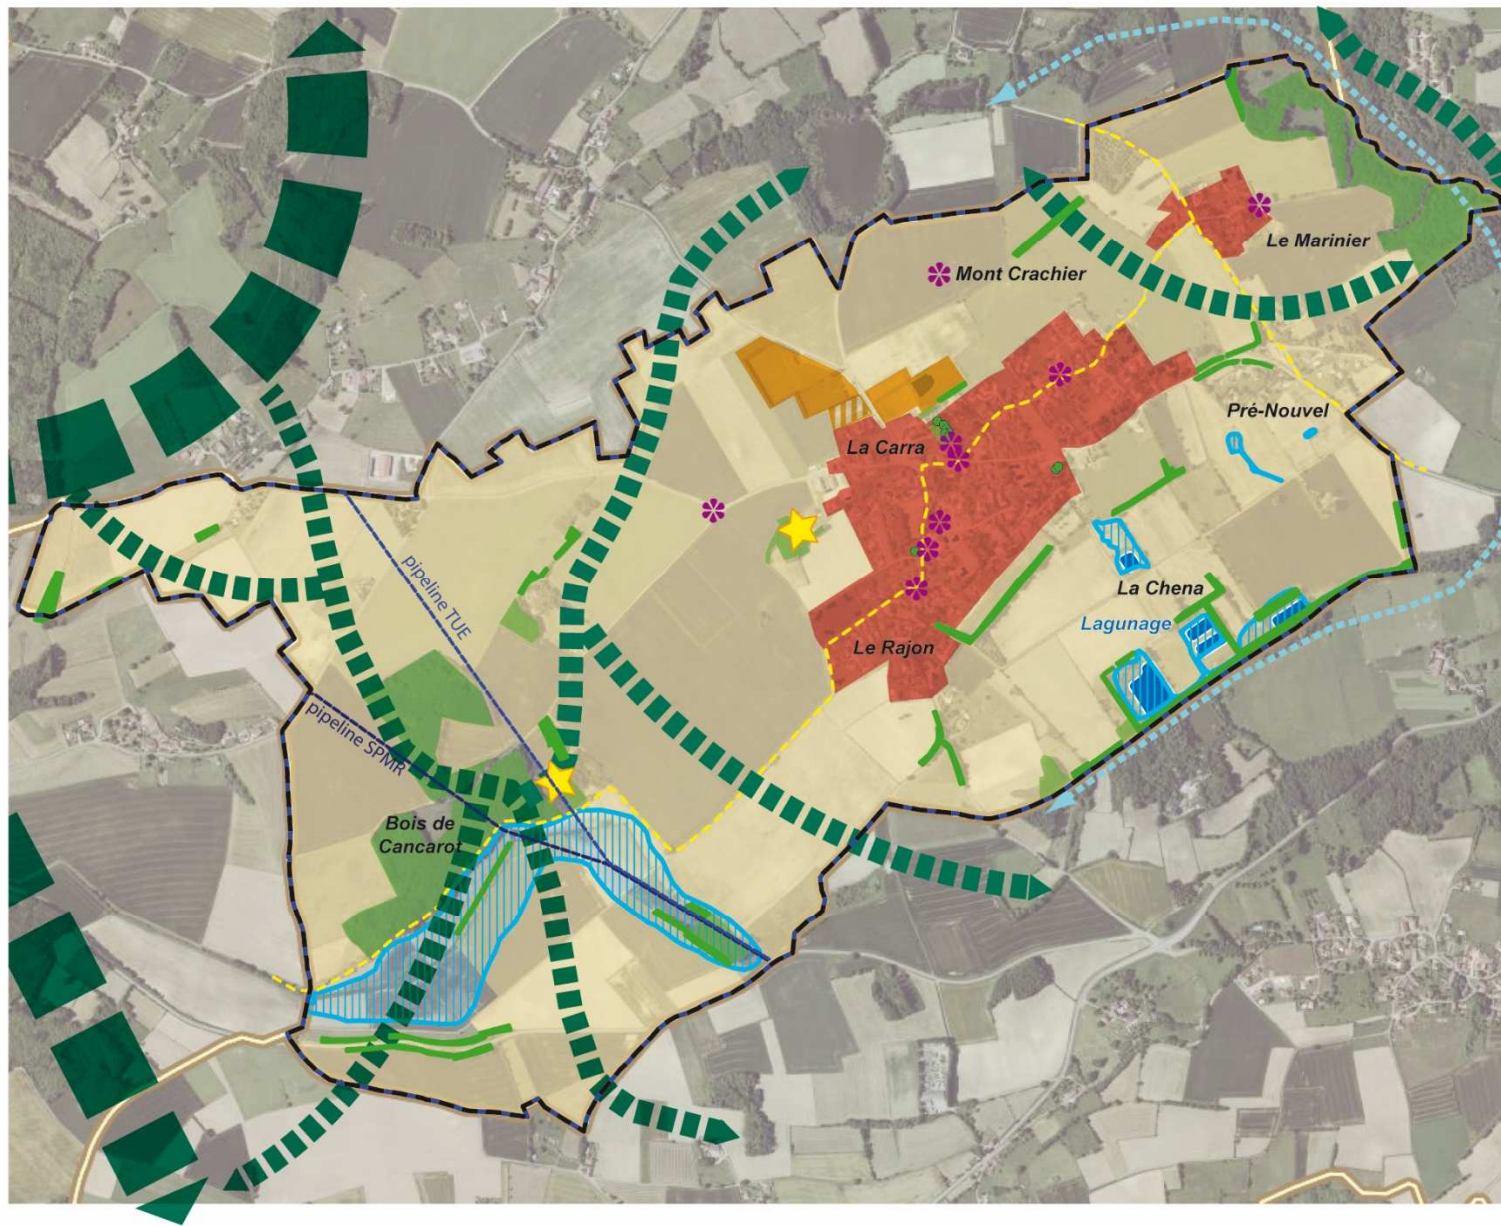 Le Marinier
Mont Crachier
Pré-Nouvel
La Carra
pipeline TUE
La Chena
Lagunage
Le Rajon
pipeline SPMR
Bois de
Cancarot